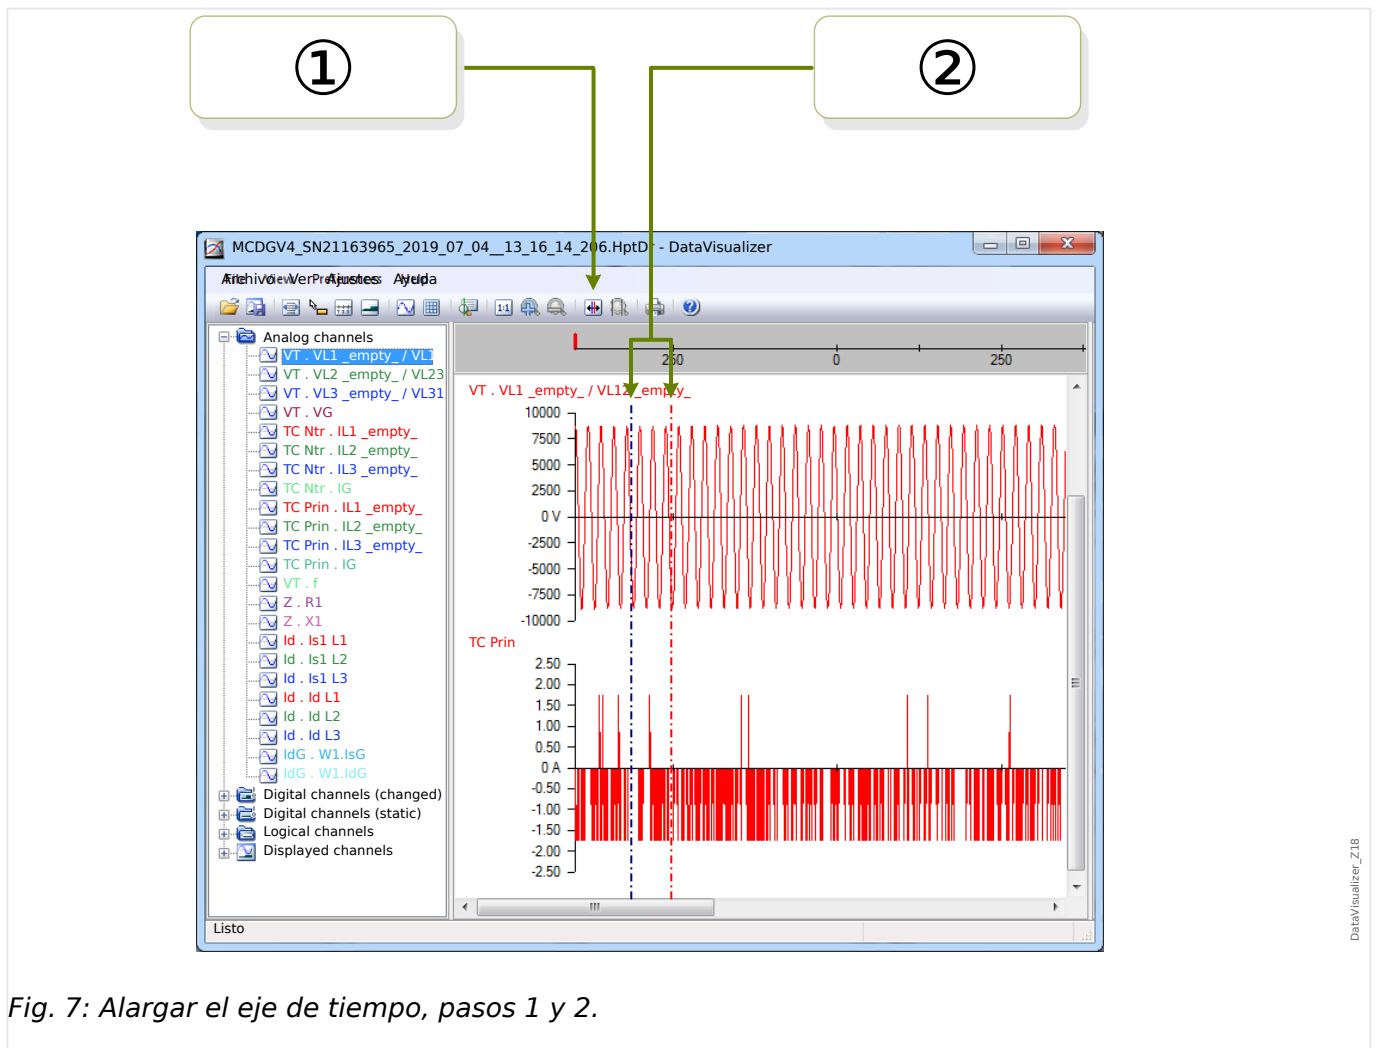 ①
②
MCDGV4_SN21163965_2019_07_04__13_16_14_206.HptDr - DataVisualizer
Archivo Ver Ajustes Ayuda
1:1
Analog channels
VT . VL1 _empty_ / VL1
VT . VL2 _empty_ / VL23
VT . VL3 _empty_ / VL31
VT . VG
TC Ntr . IL1 _empty_
TC Ntr . IL2 _empty_
TC Ntr . IL3 _empty_
TC Ntr . IG
TC Prin . IL1 _empty_
TC Prin . IL2 _empty_
TC Prin . IL3 _empty_
TC Prin . IG
VT . f
Z . R1
Z . X1
Id . Is1 L1
Id . Is1 L2
Id . Is1 L3
Id . Id L1
Id . Id L2
Id . Id L3
IdG . W1.IsG
IdG . W1.IdG
Digital channels (changed)
Digital channels (static)
Logical channels
Displayed channels
250 0 250
VT . VL1 _empty_ / VL12 _empty_
10000
7500
5000
2500
0 V
-2500
-5000
-7500
-10000
TC Prin
2.50
2.00
1.50
1.00
0.50
0 A
-0.50
-1.00
-1.50
-2.00
-2.50
Listo
DataVisualizer_Z18
Fig. 7: Alargar el eje de tiempo, pasos 1 y 2.